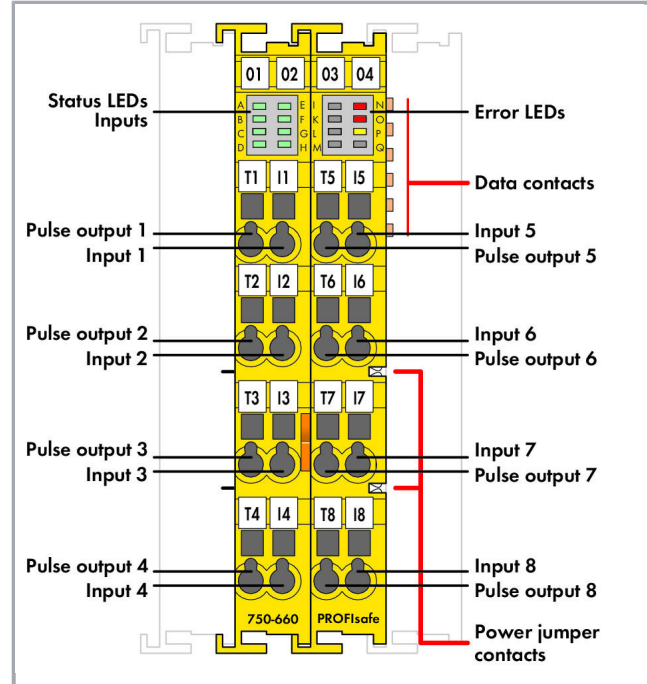 01 02 03 04
Status LEDs
Inputs
A E I N
B F K O
C G L P
D H M Q
Error LEDs
T1 I1 T5 I5
Data contacts
Pulse output 1
Input 1
Input 5
Pulse output 5
T2 I2 T6 I6
Pulse output 2
Input 2
Input 6
Pulse output 6
T3 I3 T7 I7
Pulse output 3
Input 3
Input 7
Pulse output 7
T4 I4 T8 I8
Pulse output 4
Input 4
Input 8
Pulse output 8
750-660 PROFIsafe
Power jumper
contacts